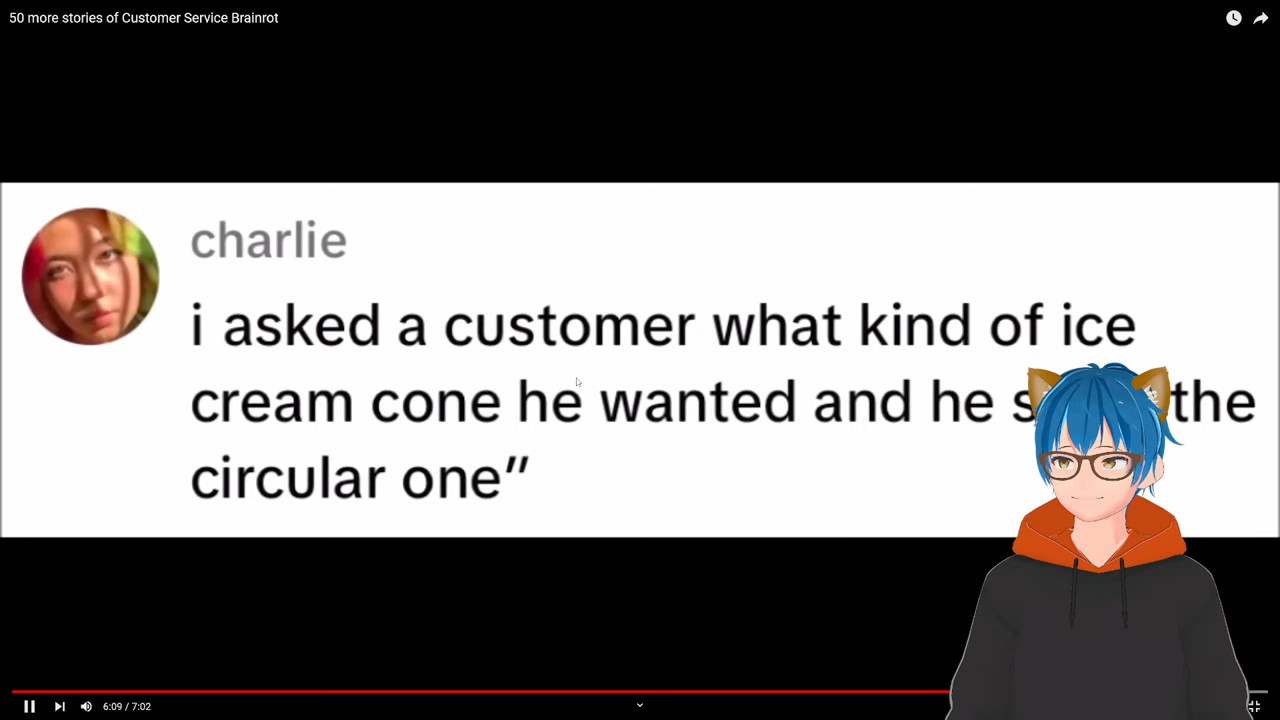 50 more stories of Customer Service Brainrot
charlie
i asked a customer what kind of ice
cream cone he wanted and he the
circular one”
6:09 / 7:02